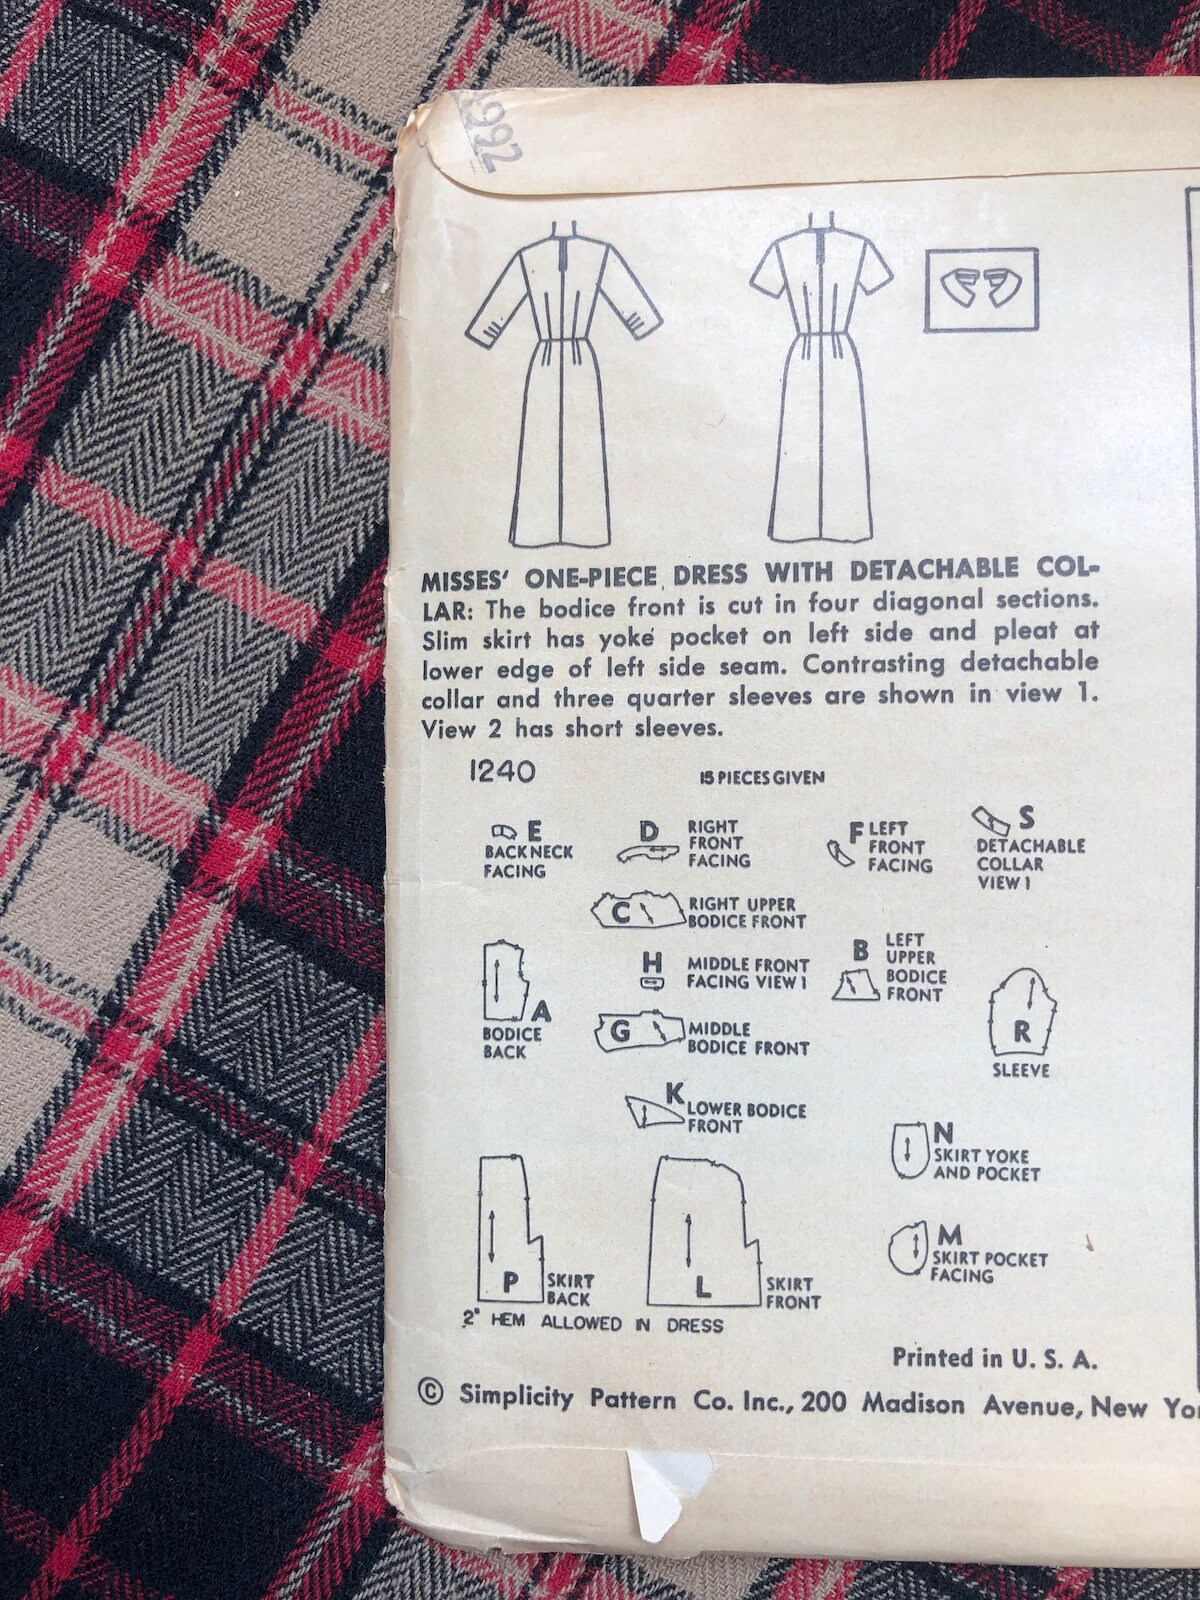 MISSES' ONE-PIECE DRESS WITH DETACHABLE COL-
LAR: The bodice front is cut in four diagonal sections.
Slim skirt has yoke pocket on left side and pleat at
lower edge of left side seam. Contrasting detachable
collar and three quarter sleeves are shown in view 1.
View 2 has short sleeves.
1240
15 PIECES GIVEN
E
BACK NECK
FACING
D
RIGHT
FRONT
FACING
F
LEFT
FRONT
FACING
S
DETACHABLE
COLLAR
VIEW 1
C
RIGHT UPPER
BODICE FRONT
A
BODICE
BACK
H
MIDDLE FRONT
FACING VIEW 1
B
LEFT
UPPER
BODICE
FRONT
G
MIDDLE
BODICE FRONT
R
SLEEVE
K
LOWER BODICE
FRONT
N
SKIRT YOKE
AND POCKET
P
SKIRT
BACK
L
SKIRT
FRONT
M
SKIRT POCKET
FACING
2" HEM ALLOWED IN DRESS
Printed in U. S. A.
© Simplicity Pattern Co. Inc., 200 Madison Avenue, New Yo